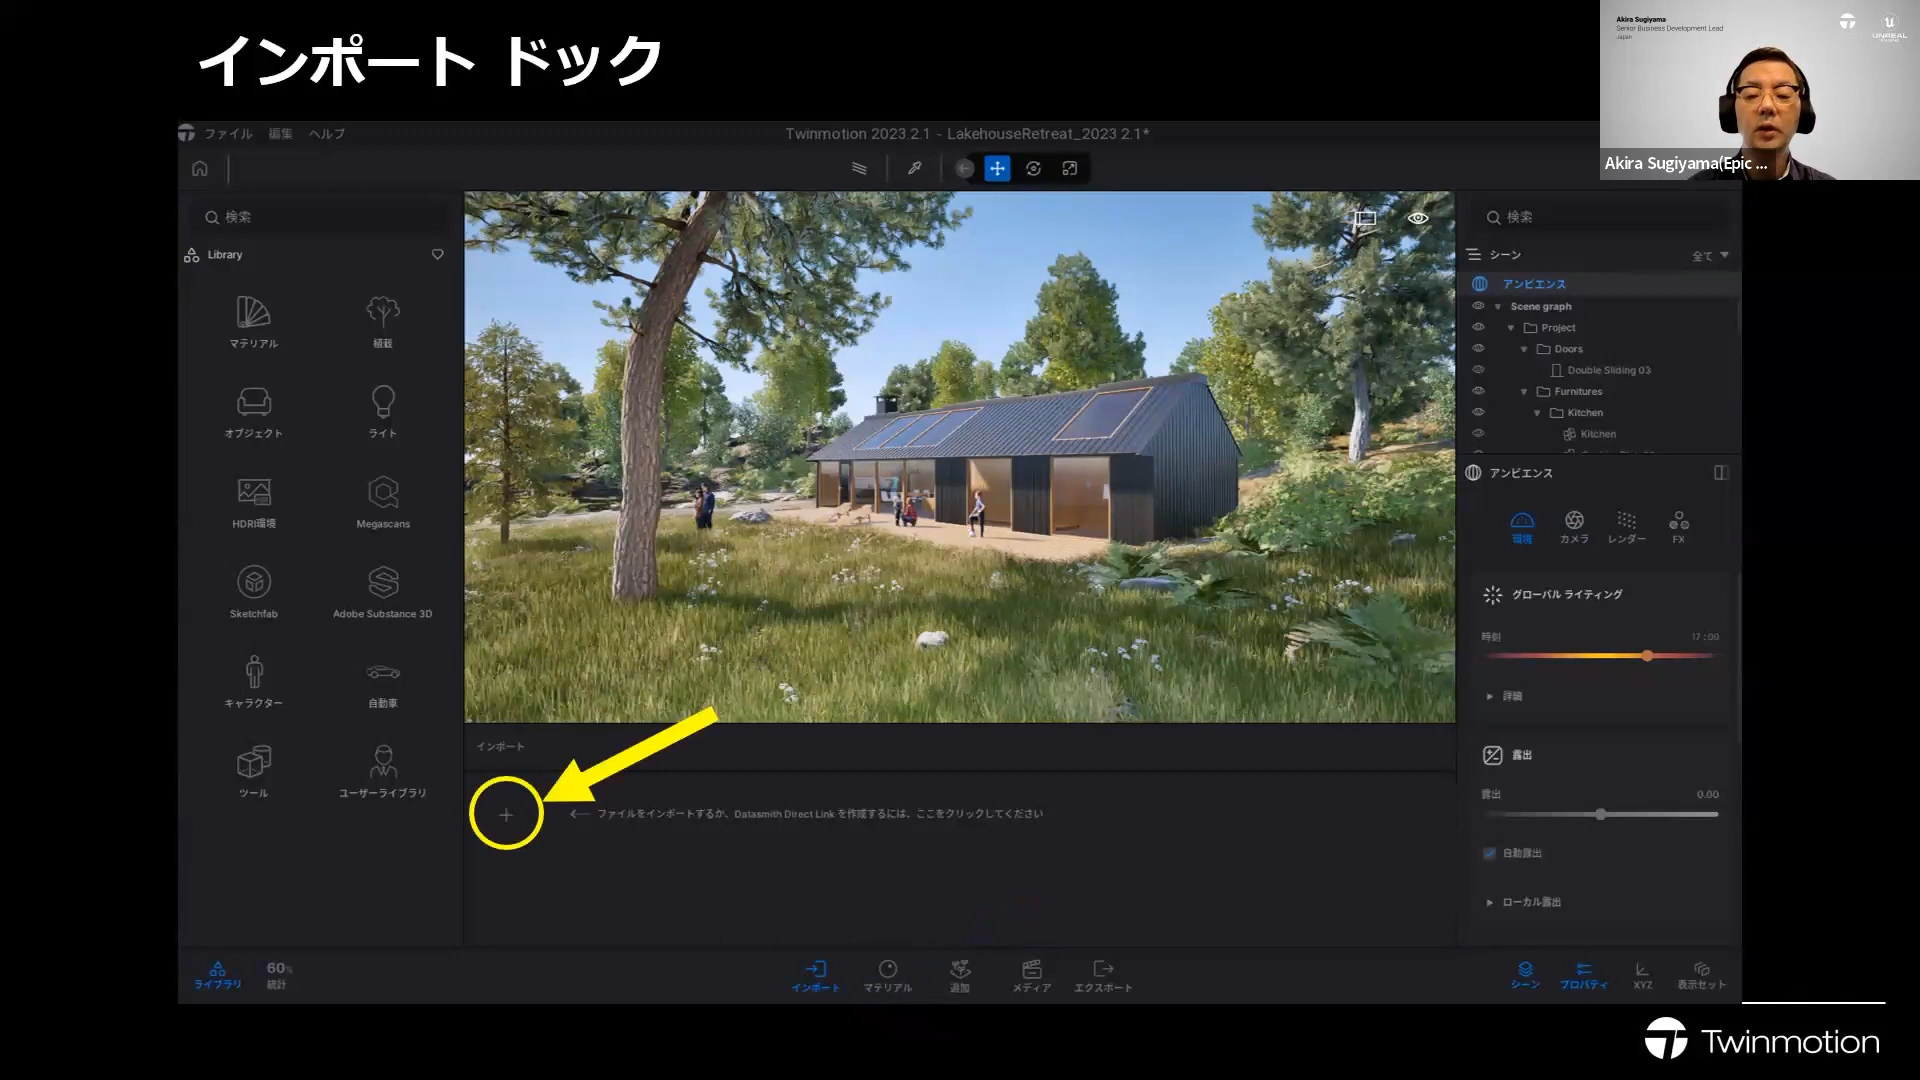 インポート ドック
Akira Sugiyama
Senior Business Development Lead
Japan
UNREAL
Akira Sugiyama(Epic ...
ファイル 編集 ヘルプ
Twinmotion 2023.2.1 - LakehouseRetreat_2023.2.1*
検索
Library
マテリアル
植栽
オブジェクト
ライト
HDRI環境
Megascans
Sketchfab
Adobe Substance 3D
キャラクター
自動車
ツール
ユーザーライブラリ
検索
シーン 全て
アンビエンス
Scene graph
Project
Doors
Double Sliding 03
Furnitures
Kitchen
Kitchen
アンビエンス
環境 カメラ レンダー FX
グローバル ライティング
時刻 17:00
詳細
露出
露出 0.00
自動露出
ローカル露出
インポート
+
ファイルをインポートするか、Datasmith Direct Link を作成するには、ここをクリックしてください
ライブラリ
60%
統計
インポート マテリアル 追加 メディア エクスポート
シーン プロパティ XYZ 表示セット
Twinmotion